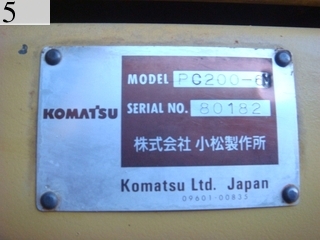 5
MODEL PC200-6
KOMATSU
SERIAL NO. 80182
株式会社 小松製作所
Komatsu Ltd. Japan
09601-00835